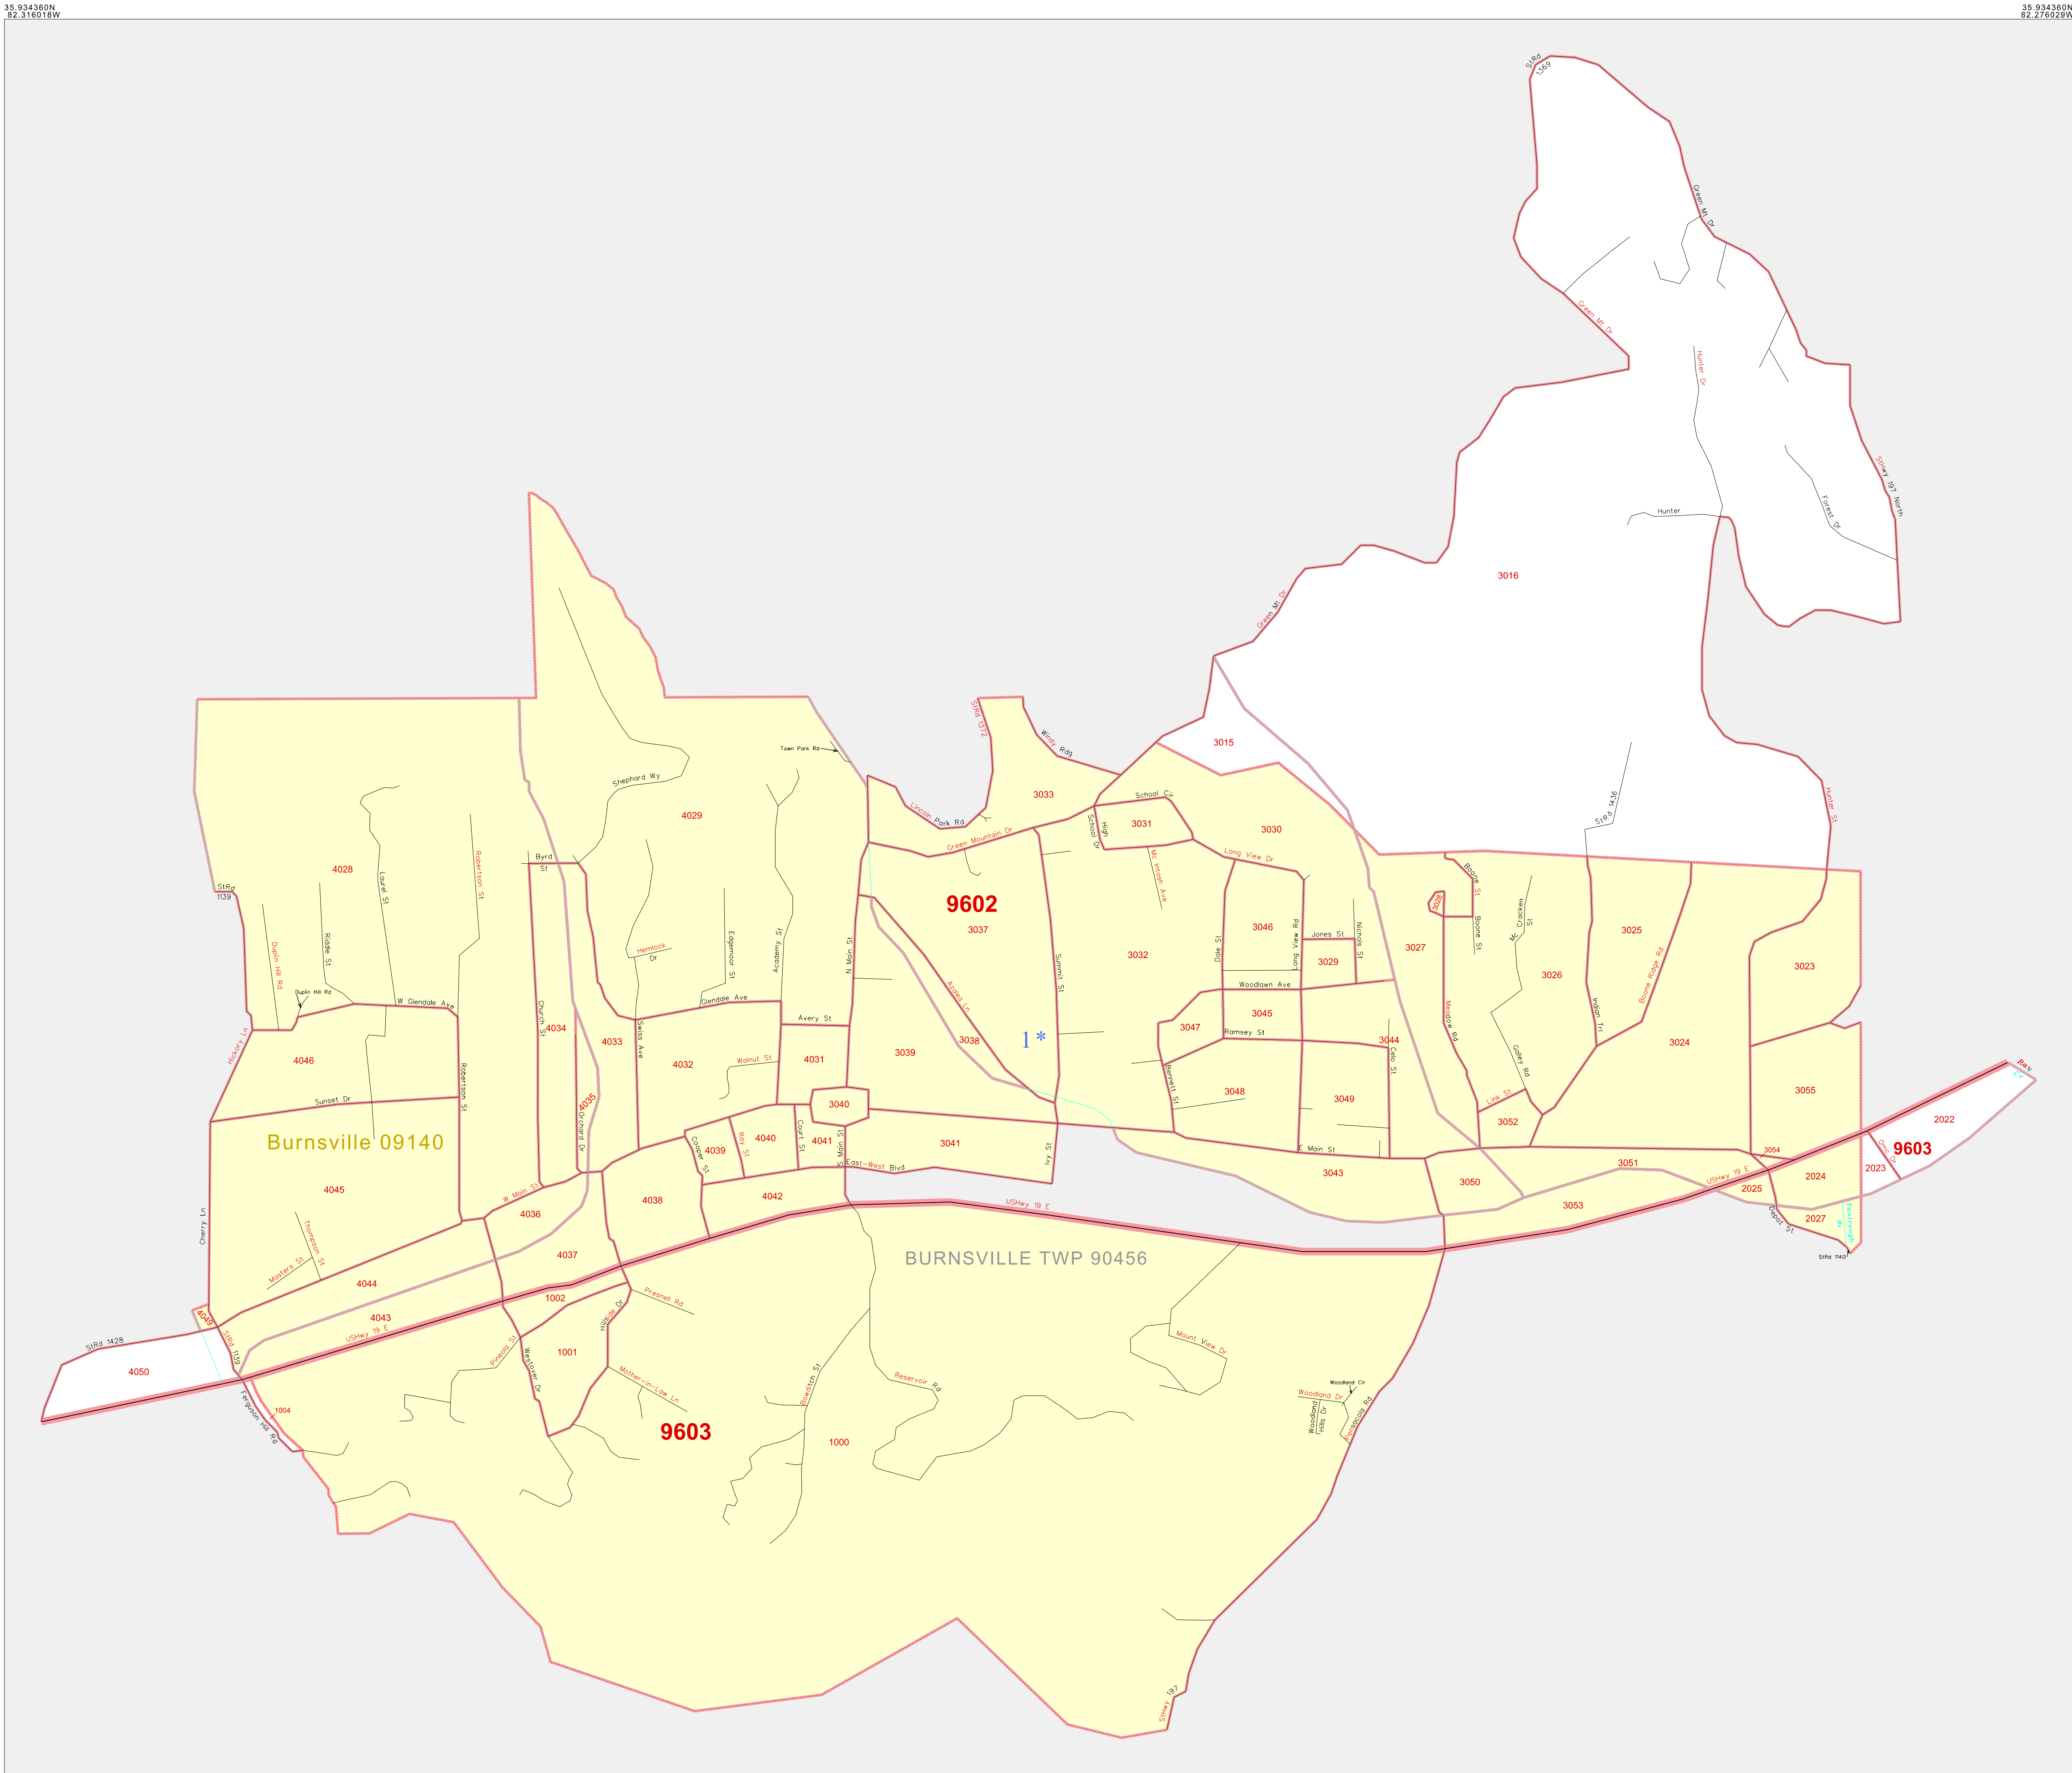 35.934360N
82.316018W
35.934360N
82.276029W
StRd
1369
Green Mt Dr
Green Mt Dr
Hunter Dr
StHwy 197 North
Forest Dr
Hunter
3016
Green Mt Dr
3015
StRd 1372
Windy Rdg
Town Park Rd
Shephard Wy
3033
4029
Lincoln Park Rd
School Cir
3031
High
School Dr
3030
StRd 1436
Hunter St
Green Mountain Dr
Long View Dr
Byrd
St
4028
StRd
1139
Laurel St
Robertson St
Mc Intosh Ave
Boone St
3028
9602
3037
3046
Mc Cracken
St
3025
Duplin Hill Rd
Riddle St
Hemlock
Dr
Edgemoor St
Academy St
N Main St
Summit St
3032
Dale St
Long View Rd
Jones St
Nichols St
3029
3027
Boone St
3026
Boone Ridge Rd
3023
Duplin Hill Rd
W Glendale Ave
Glendale Ave
Azalea Ln
Woodlawn Ave
Church St
4034
4033
Swiss Ave
Avery St
3047
3045
Ramsey St
Meadow Rd
Indian Trl
Hickory Ln
4046
Walnut St
4031
3039
3038
1*
3044
3024
4032
Galley Rd
Celo St
Bennett St
3048
3049
3055
Sunset Dr
Robertson St
4035
Orchard Dr
3040
Link St
3052
Burnsville 09140
Cooper St
4039
Ray St
4040
Court St
4041
S Main St
3041
Ivy St
E Main St
3054
4045
East-West Blvd
3043
3050
3051
W Main St
4038
4042
4036
3053
Ray
Cr
2022
9603
Omc Dr
2023
2024
2025
USHwy 19 E
USHwy 19 E
Depot St
2027
StRd 1140
Cherry Ln
Thompson St
Masters St
4037
4044
BURNSVILLE TWP 90456
4049
4043
1002
Hillside Dr
Presnell Rd
StRd 1428
StRd 1139
USHwy 19 E
4050
Pineola St
Westover Dr
1001
Mother-in-Law Ln
Bowditch St
Reservoir Rd
Mount View Dr
Woodland Cir
Woodland Dr
Woodland
Hills Dr
Pensacola Rd
1004
Ferguson Hill Rd
9603
1000
StHwy 197